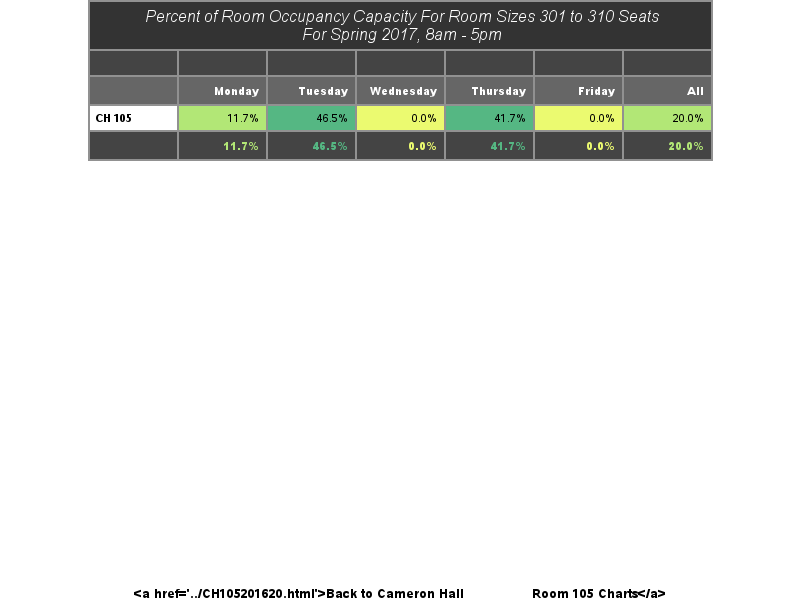 Percent of Room Occupancy Capacity For Room Sizes 301 to 310 Seats
For Spring 2017, 8am - 5pm
Monday Tuesday Wednesday Thursday Friday All
CH 105 11.7% 46.5% 0.0% 41.7% 0.0% 20.0%
11.7% 46.5% 0.0% 41.7% 0.0% 20.0%
<a href='../CH105201620.html'>Back to Cameron Hall Room 105 Charts</a>